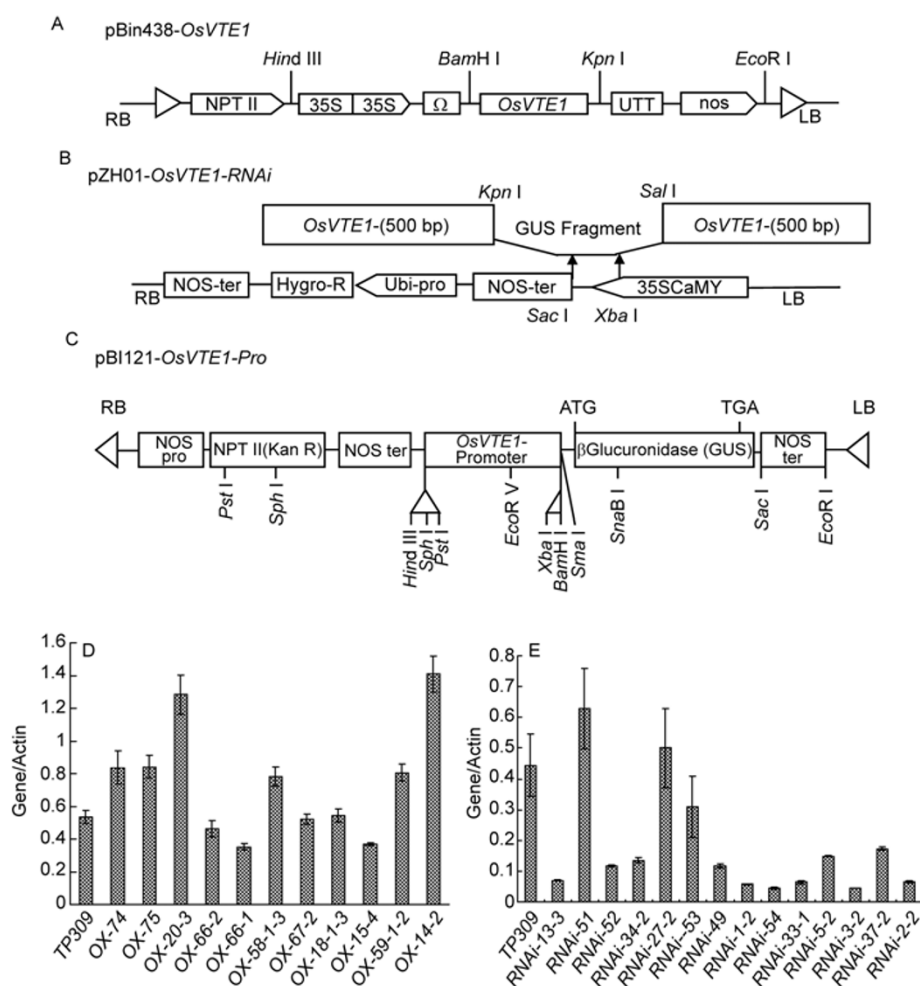 A
pBin438-OsVTE1
Hind III BamH I Kpn I EcoR I
RB NPT II 35S 35S Ω OsVTE1 UTT nos LB
B
pZH01-OsVTE1-RNAi
Kpn I Sal I
OsVTE1-(500 bp) GUS Fragment OsVTE1-(500 bp)
RB NOS-ter Hygro-R Ubi-pro NOS-ter 35SCaMY LB
Sac I Xba I
C
pBI121-OsVTE1-Pro
RB ATG TGA LB
NOS pro NPT II(Kan R) NOS ter OsVTE1-Promoter βGlucuronidase (GUS) NOS ter
Pst I Sph I EcoR V SnaB I Sac I EcoR I
Hind III Sph I Pst I Xba I BamH I Sma I
D
Gene/Actin
1.6
1.4
1.2
1
0.8
0.6
0.4
0.2
0
TP309 OX-74 OX-75 OX-20-3 OX-66-2 OX-66-1 OX-58-1-3 OX-67-2 OX-18-1-3 OX-15-4 OX-59-1-2 OX-14-2
E
Gene/Actin
0.8
0.7
0.6
0.5
0.4
0.3
0.2
0.1
0
TP309 RNAi-13-3 RNAi-51 RNAi-52 RNAi-34-2 RNAi-27-2 RNAi--53 RNAi-49 RNAi-1-2 RNAi-54 RNAi-33-1 RNAi-5-2 RNAi-3-2 RNAi-37-2 RNAi-2-2